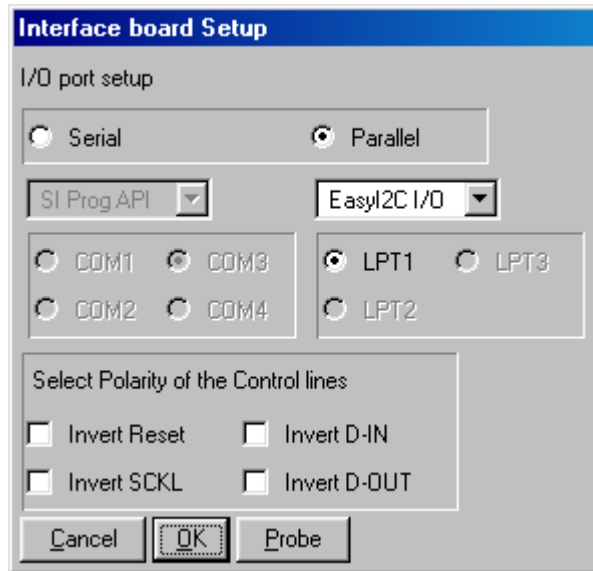 Interface board Setup
I/O port setup
Serial Parallel
SI Prog API EasyI2C I/O
COM1 COM3 LPT1 LPT3
COM2 COM4 LPT2
Select Polarity of the Control lines
Invert Reset Invert D-IN
Invert SCKL Invert D-OUT
Cancel OK Probe